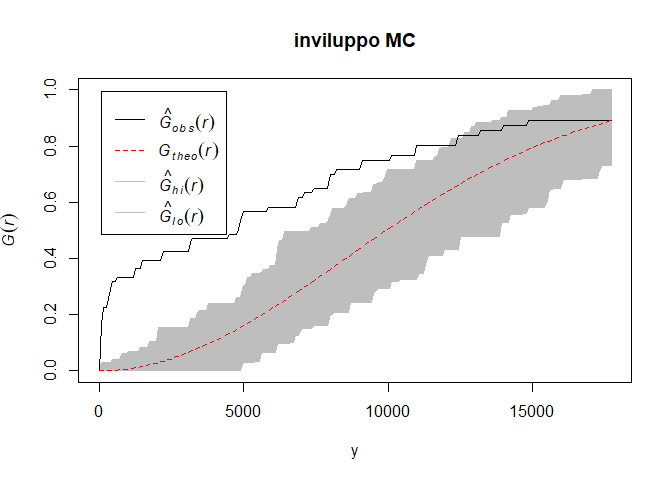 inviluppo MC
G(r)
1.0
0.8
0.6
0.4
0.2
0.0
Ĝobs(r)
Gtheo(r)
Ĝhi(r)
Ĝlo(r)
0 5000 10000 15000
y